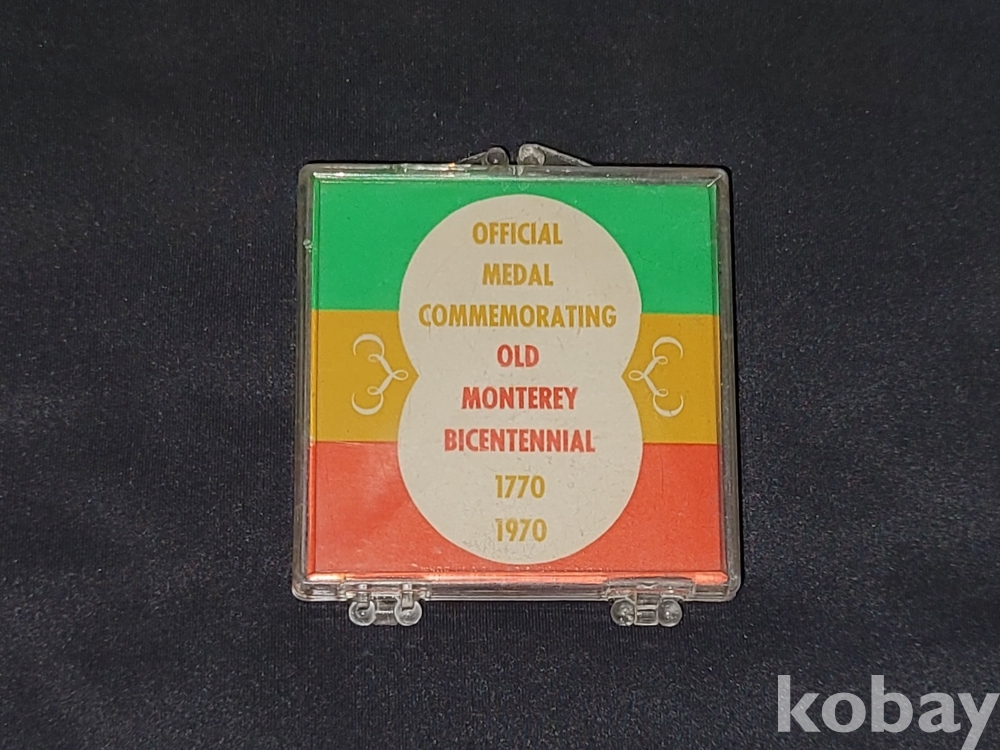 OFFICIAL
MEDAL
COMMEMORATING
OLD
MONTEREY
BICENTENNIAL
1770
1970
kobay